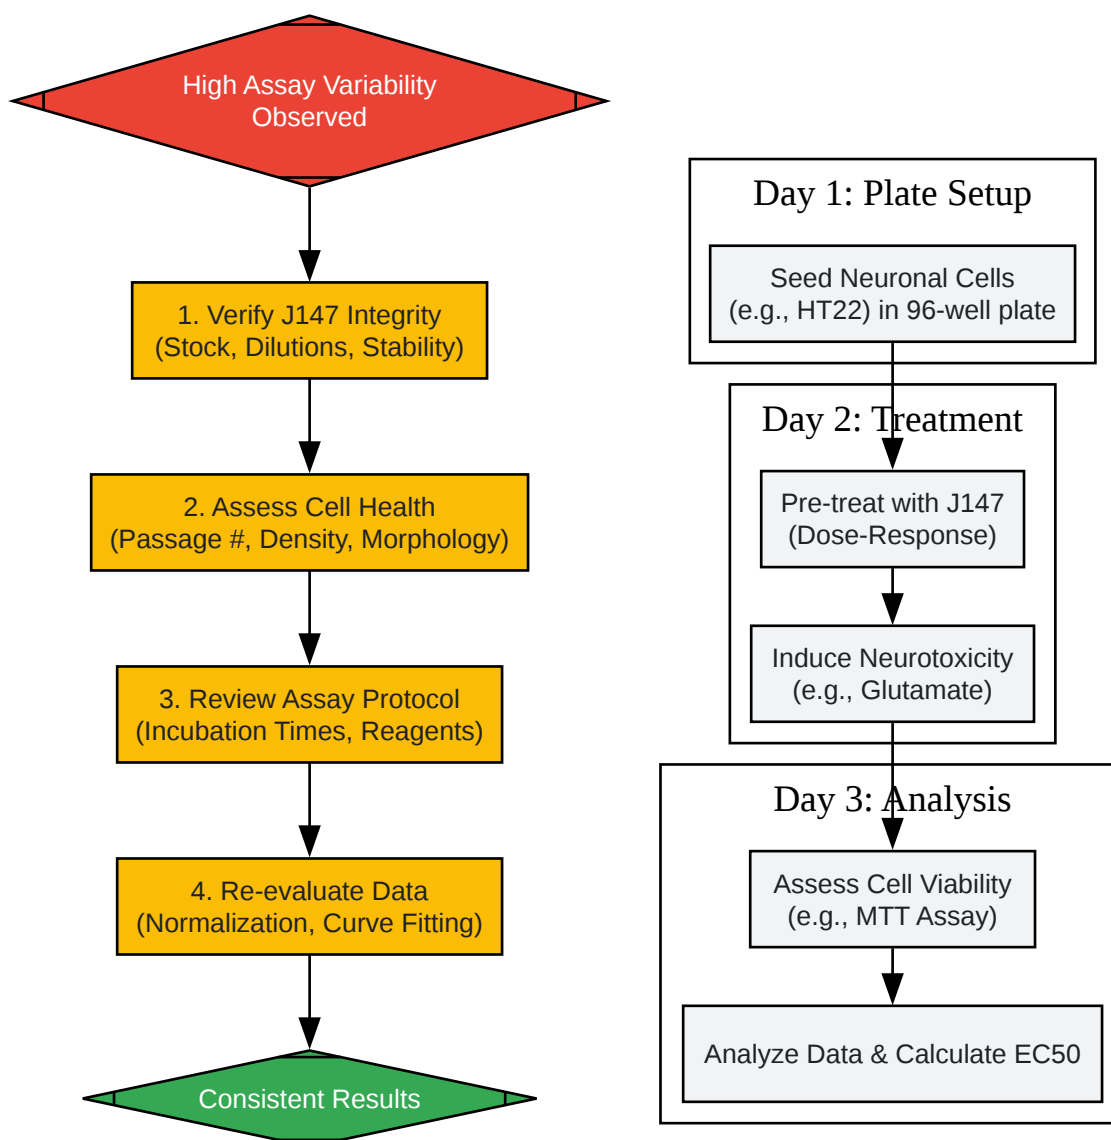 High Assay Variability
Observed
1. Verify J147 Integrity
(Stock, Dilutions, Stability)
2. Assess Cell Health
(Passage #, Density, Morphology)
3. Review Assay Protocol
(Incubation Times, Reagents)
4. Re-evaluate Data
(Normalization, Curve Fitting)
Consistent Results
Day 1: Plate Setup
Seed Neuronal Cells
(e.g., HT22) in 96-well plate
Day 2: Treatment
Pre-treat with J147
(Dose-Response)
Induce Neurotoxicity
(e.g., Glutamate)
Day 3: Analysis
Assess Cell Viability
(e.g., MTT Assay)
Analyze Data & Calculate EC50